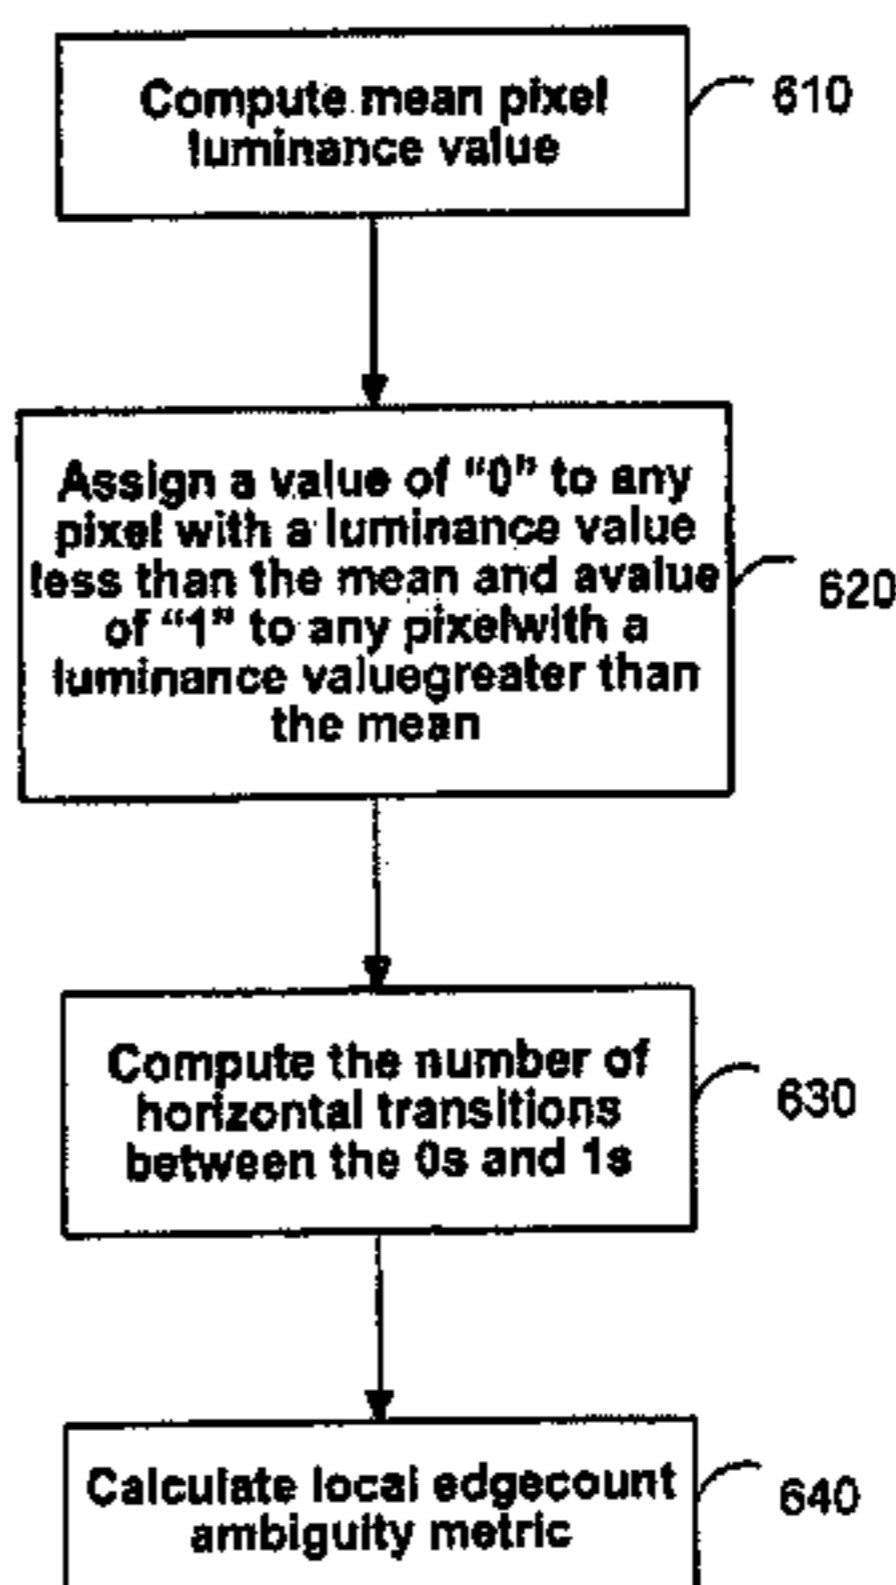 Compute mean pixel
luminance value
610
Assign a value of "0" to any
pixel with a luminance value
less than the mean and avalue
of "1" to any pixelwith a
luminance valuegreater than
the mean
620
Compute the number of
horizontal transitions
between the 0s and 1s
630
Calculate local edgecount
ambiguity metric
640